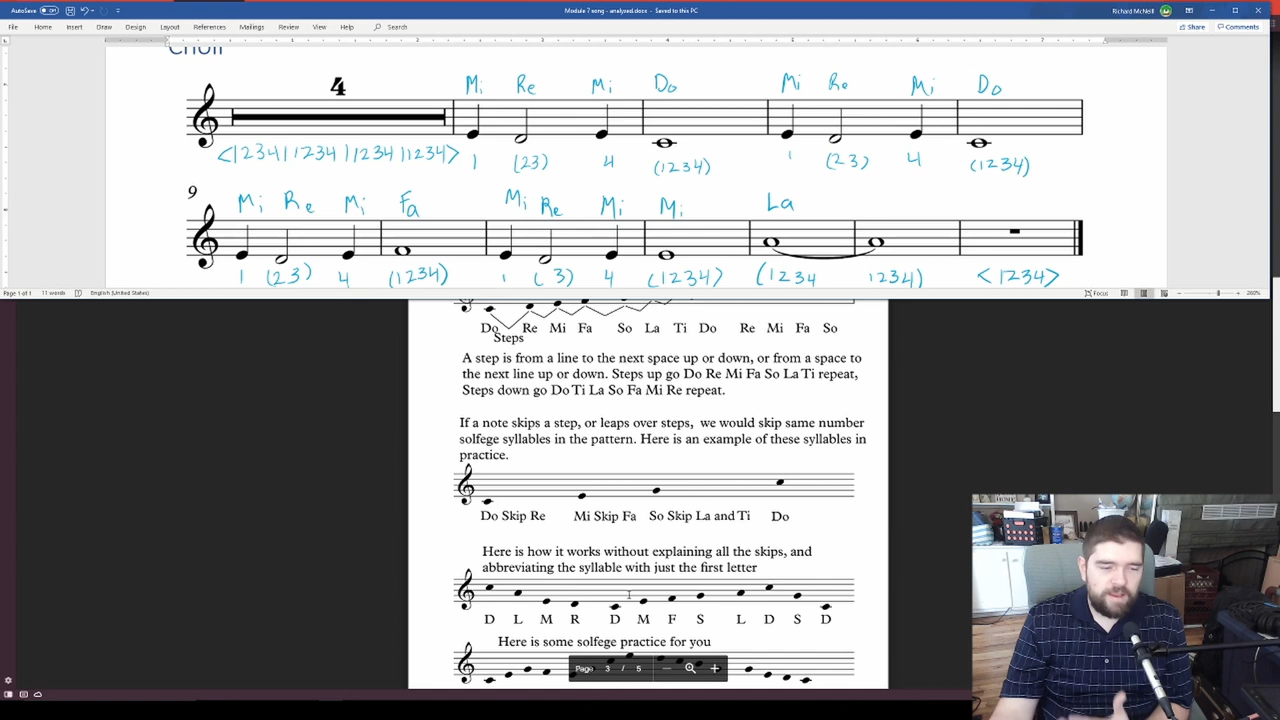 AutoSave Off
Module 7 song - analyzed.docx - Saved to this PC
Richard McNeill
File Home Insert Draw Design Layout References Mailings Review View Help Search
Share Comments
Choir
4
Mi Re Mi Do Mi Re Mi Do
<|1234|1234|1234|1234> 1 (23) 4 (1234) 1 (23) 4 (1234)
9
Mi Re Mi Fa Mi Re Mi Mi La
1 (23) 4 (1234) 1 ( 3) 4 (1234) (1234 1234) <1234>
Page 1 of 1 11 words English (United States) Focus 260%
Do Re Mi Fa So La Ti Do Re Mi Fa So
Steps
A step is from a line to the next space up or down, or from a space to
the next line up or down. Steps up go Do Re Mi Fa So La Ti repeat,
Steps down go Do Ti La So Fa Mi Re repeat.
If a note skips a step, or leaps over steps, we would skip same number
solfege syllables in the pattern. Here is an example of these syllables in
practice.
Do Skip Re Mi Skip Fa So Skip La and Ti Do
Here is how it works without explaining all the skips, and
abbreviating the syllable with just the first letter
D L M R D M F S L D S D
Here is some solfege practice for you
Page 3 / 5